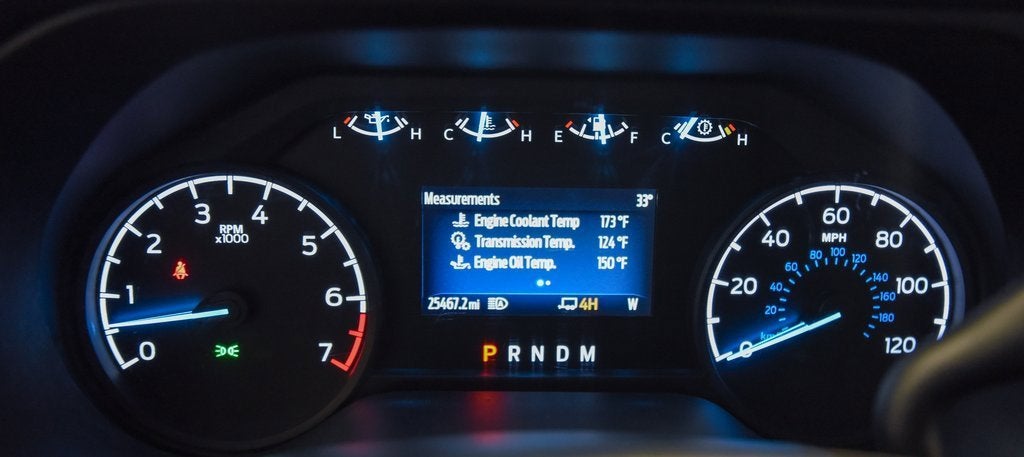 L H C H E F C H
Measurements 33°
Engine Coolant Temp 173 °F
Transmission Temp. 124 °F
Engine Oil Temp. 150 °F
25467.2 mi A 4H W
P R N D M
0 1 2 3 4 5 6 7
RPM
x1000
0 20 40 60 80 100 120
MPH
20 40 60 80 100 120 140 160 180